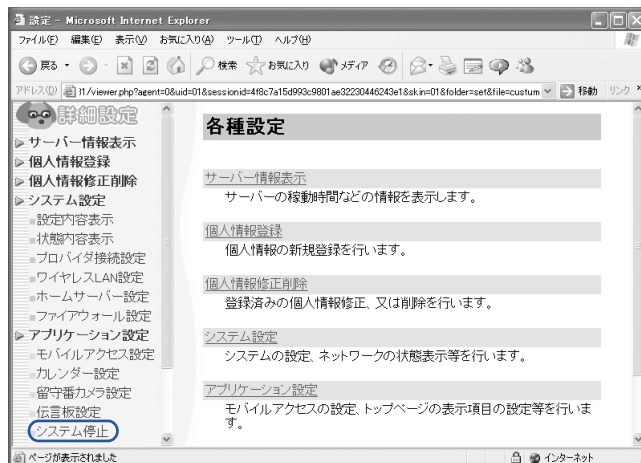 設定 - Microsoft Internet Explorer
ファイル(F) 編集(E) 表示(V) お気に入り(A) ツール(T) ヘルプ(H)
戻る 検索 お気に入り メディア
アドレス(D) i1/viewer.php?agent=0&uid=01&sessionid=4f8c7a15d993c9801ae32230446243e1&skin=01&folder=set&file=custum 移動 リンク »
詳細設定
サーバー情報表示
個人情報登録
個人情報修正削除
システム設定
設定内容表示
状態内容表示
プロバイダ接続設定
ワイヤレスLAN設定
ホームサーバー設定
ファイアウォール設定
アプリケーション設定
モバイルアクセス設定
カレンダー設定
留守番カメラ設定
伝言板設定
システム停止
各種設定
サーバー情報表示
サーバーの稼動時間などの情報を表示します。
個人情報登録
個人情報の新規登録を行います。
個人情報修正削除
登録済みの個人情報修正、又は削除を行います。
システム設定
システムの設定、ネットワークの状態表示等を行います。
アプリケーション設定
モバイルアクセスの設定、トップページの表示項目の設定等を行いま
す。
ページが表示されました インターネット